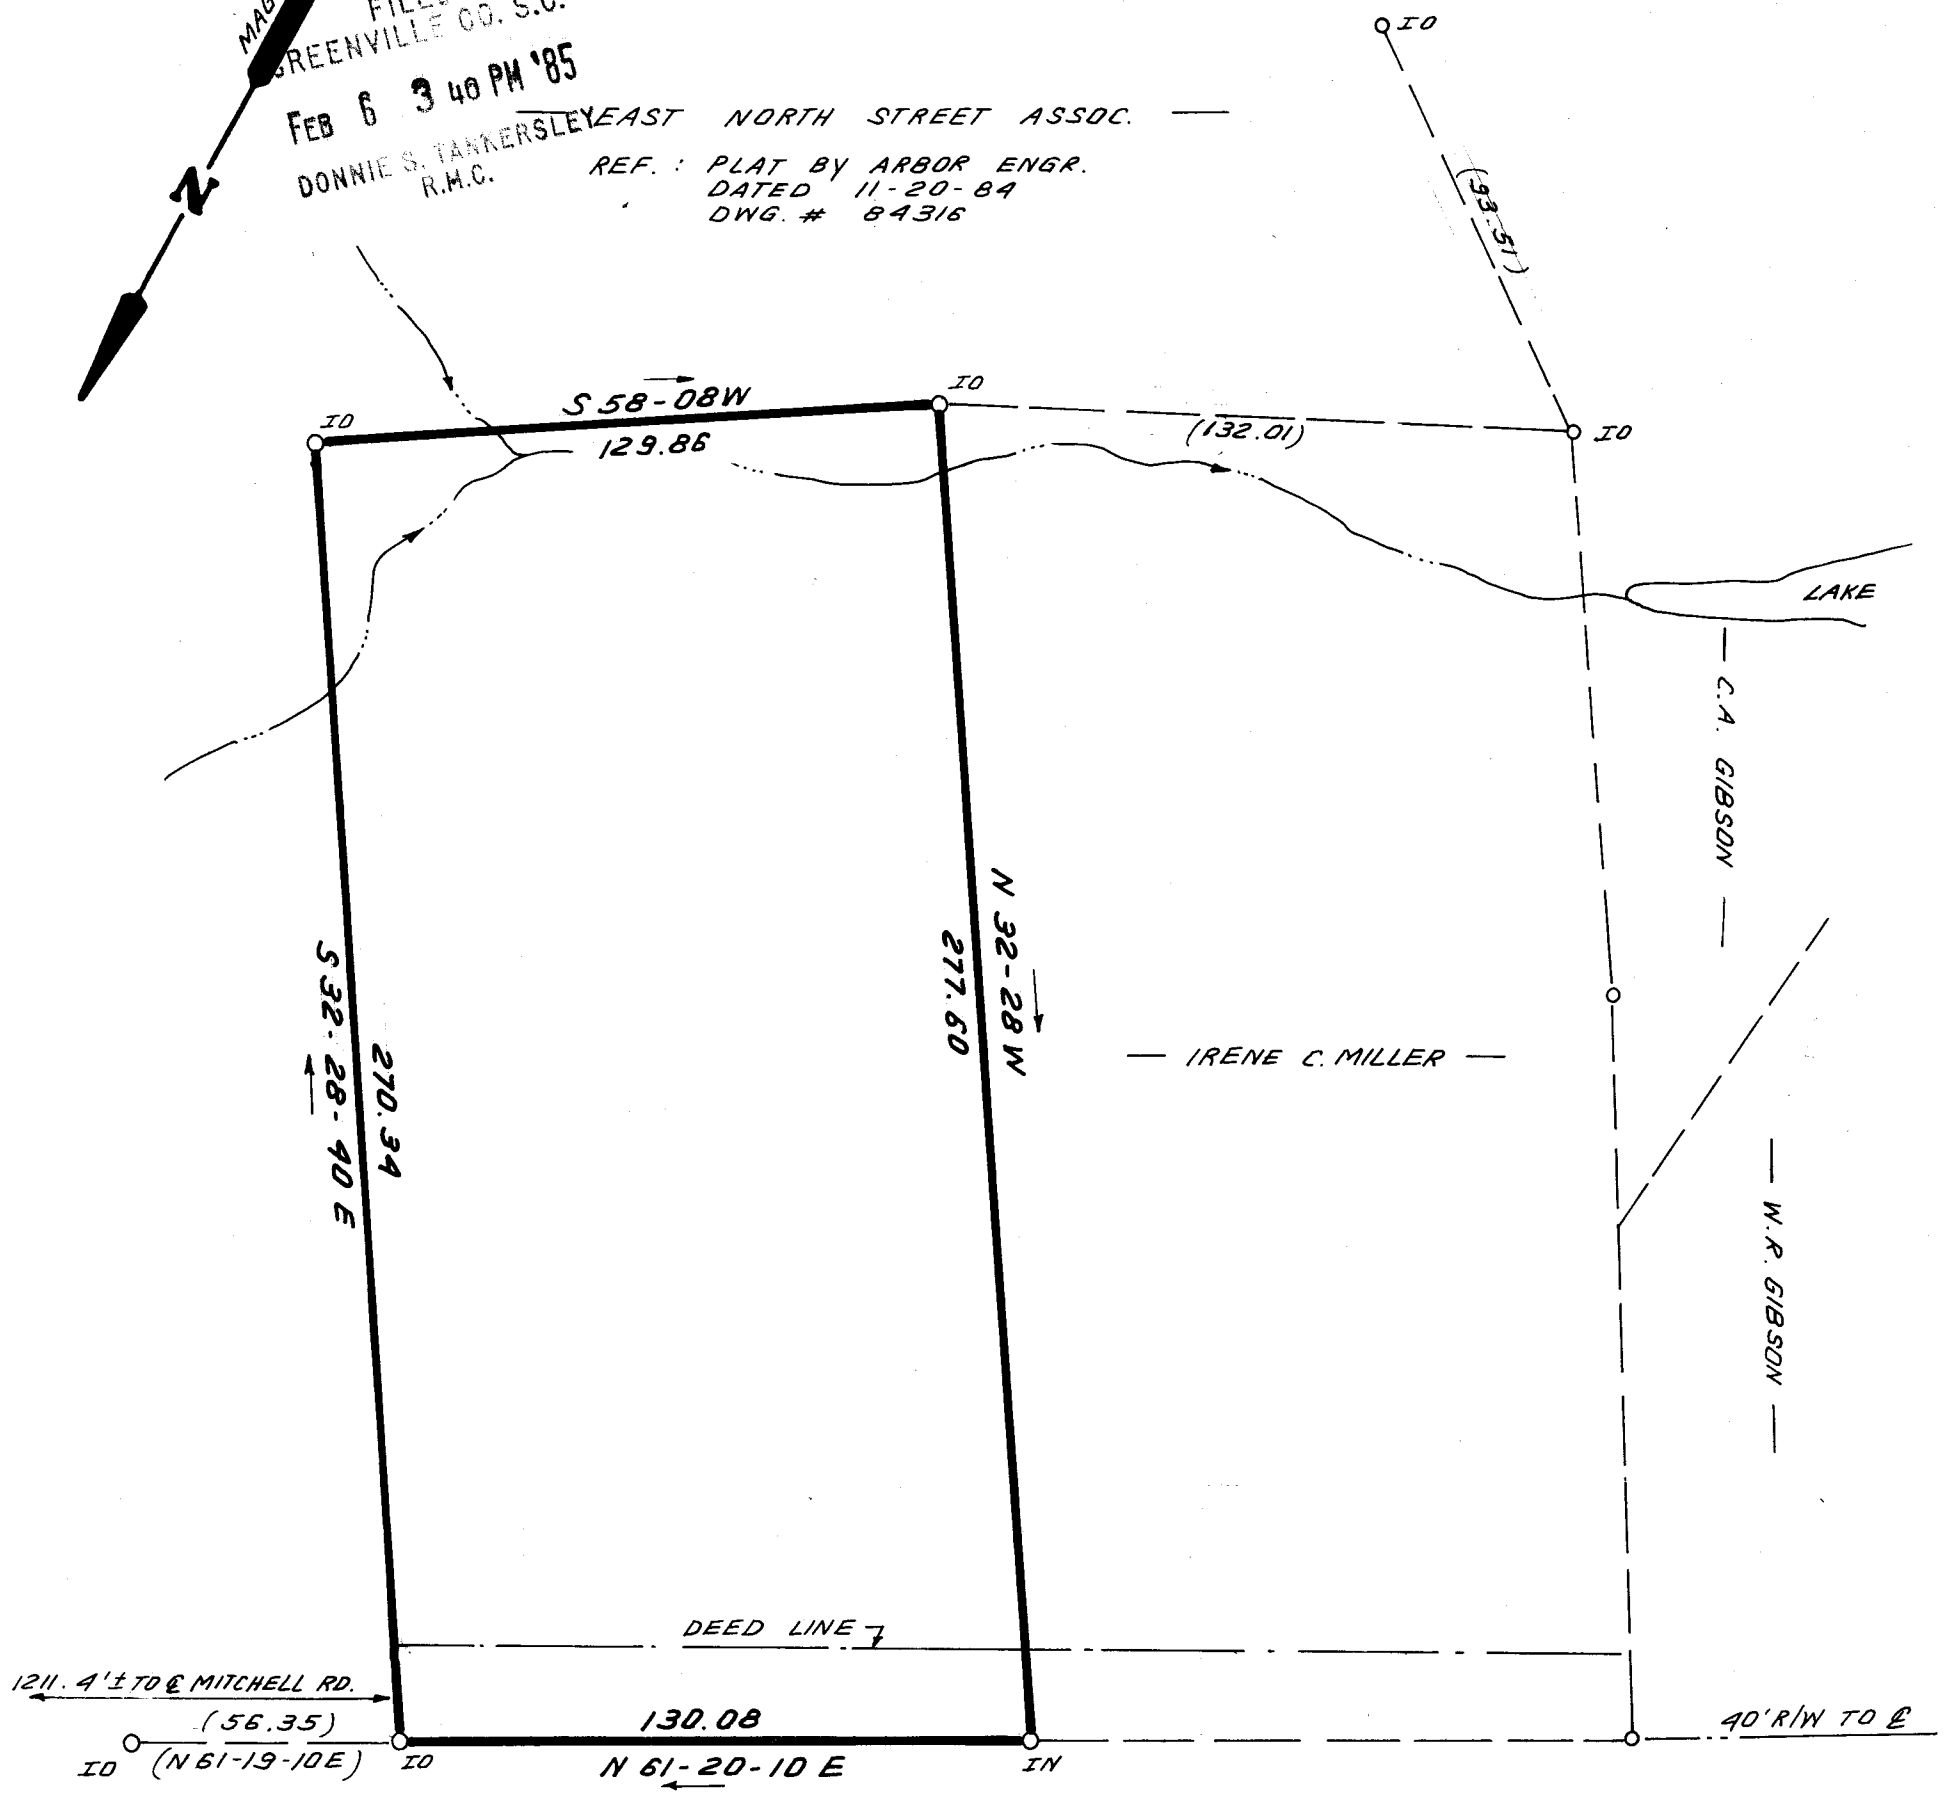 MAG
FILED
GREENVILLE CO. S.C.
FEB 6 3 40 PM '85
DONNIE S. TANKERSLEY
R.M.C.
N
— EAST NORTH STREET ASSOC. —
REF. : PLAT BY ARBOR ENGR.
DATED 11-20-84
DWG. # 84316
IO
(93.51)
S 58-08W
129.86
IO
IO
(132.01)
IO
LAKE
— C.A. GIBSON —
N 32-28 W
277.60
S 32-28-40 E
270.34
— IRENE C. MILLER —
— W.R. GIBSON —
DEED LINE
1211.4'± TO ℄ MITCHELL RD.
(56.35)
IO (N 61-19-10E) IO
130.08
N 61-20-10 E
IN
40' R/W TO ℄